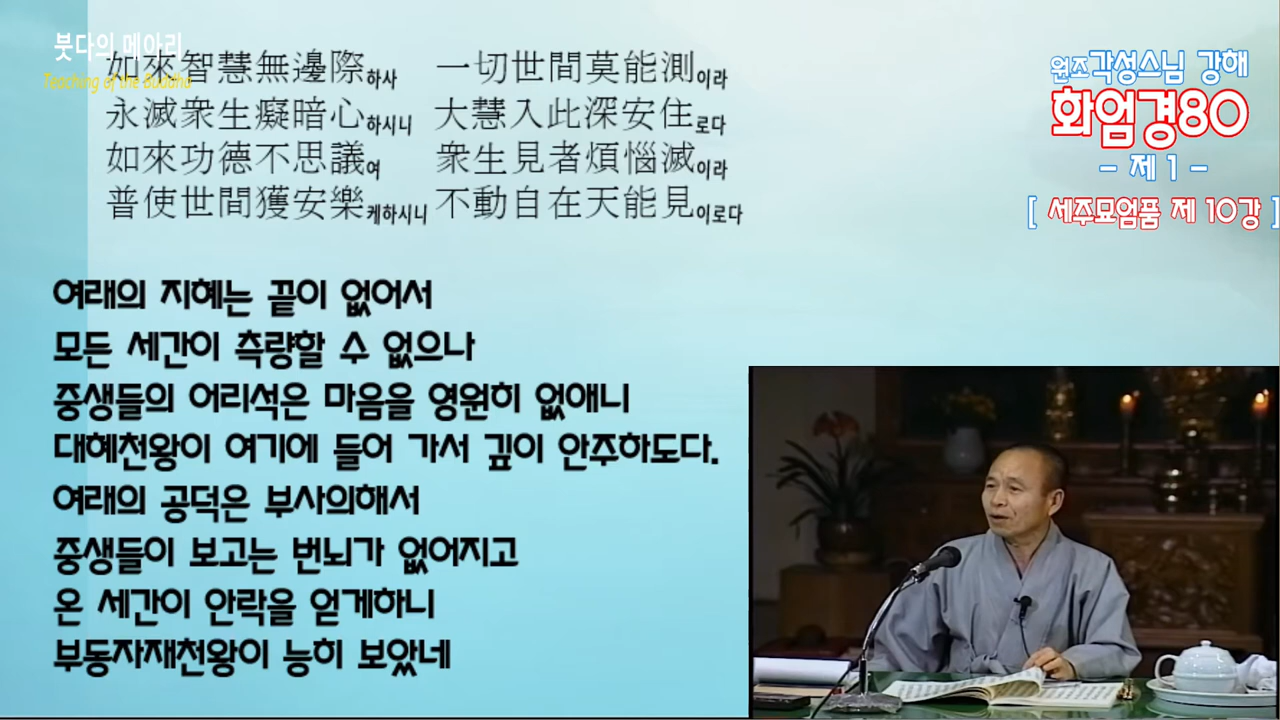 붓다의 메아리
Teaching of the Buddha
如來智慧無邊際하사 一切世間莫能測이라
永滅衆生癡暗心하시니 大慧入此深安住로다
如來功德不思議여 衆生見者煩惱滅이라
普使世間獲安樂케하시니 不動自在天能見이로다
원조각성스님 강해
화엄경80
- 제 1 -
[ 세주묘엄품 제 10강 ]
여래의 지혜는 끝이 없어서
모든 세간이 측량할 수 없으나
중생들의 어리석은 마음을 영원히 없애니
대혜천왕이 여기에 들어 가서 깊이 안주하도다.
여래의 공덕은 부사의해서
중생들이 보고는 번뇌가 없어지고
온 세간이 안락을 얻게하니
부동자재천왕이 능히 보았네